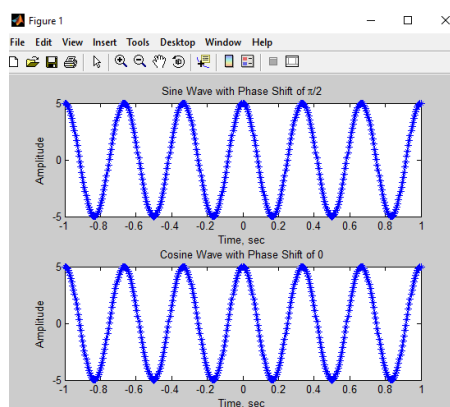 Figure 1
File Edit View Insert Tools Desktop Window Help
Sine Wave with Phase Shift of π/2
5
0
-5
Amplitude
-1 -0.8 -0.6 -0.4 -0.2 0 0.2 0.4 0.6 0.8 1
Time, sec
Cosine Wave with Phase Shift of 0
5
0
-5
Amplitude
-1 -0.8 -0.6 -0.4 -0.2 0 0.2 0.4 0.6 0.8 1
Time, sec